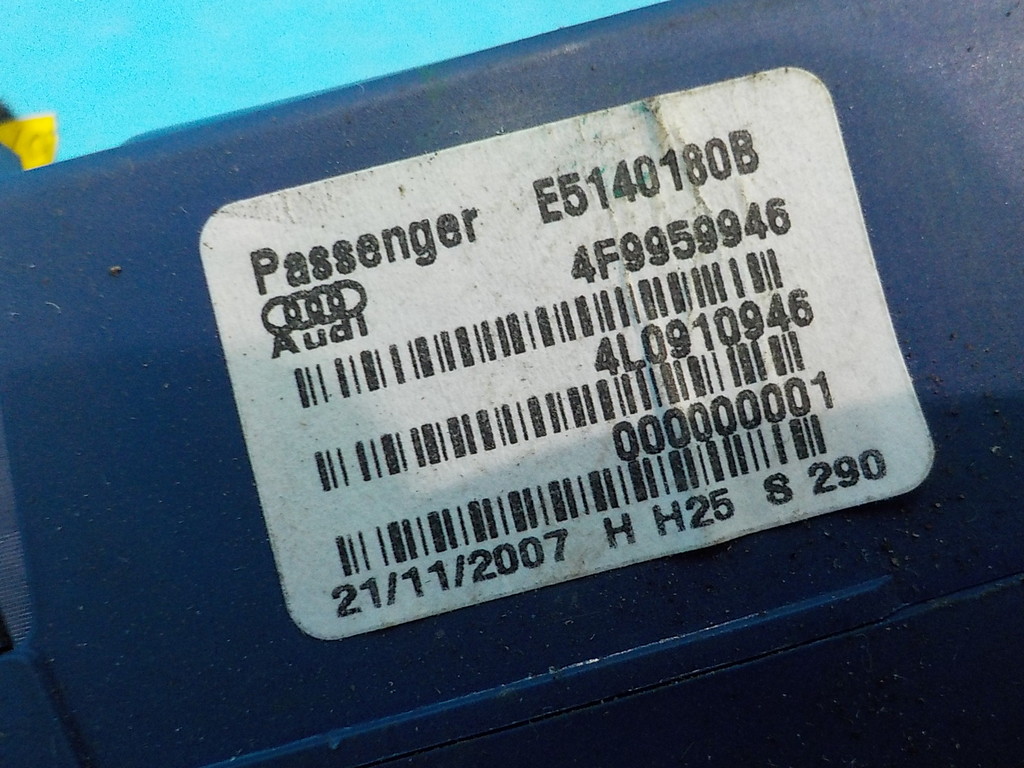 Passenger E5140180B
4F9959946
Audi
4L0910946
000000001
21/11/2007 H H25 S 290